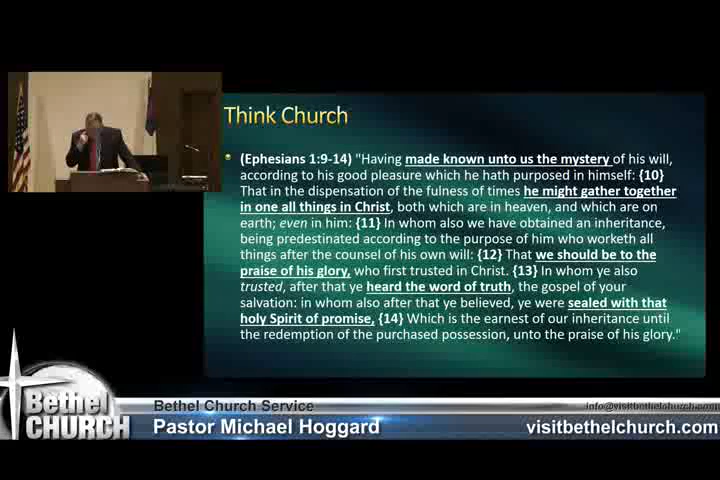 Think Church
• (Ephesians 1:9-14) "Having made known unto us the mystery of his will,
according to his good pleasure which he hath purposed in himself: {10}
That in the dispensation of the fulness of times he might gather together
in one all things in Christ, both which are in heaven, and which are on
earth; even in him: {11} In whom also we have obtained an inheritance,
being predestinated according to the purpose of him who worketh all
things after the counsel of his own will: {12} That we should be to the
praise of his glory, who first trusted in Christ. {13} In whom ye also
trusted, after that ye heard the word of truth, the gospel of your
salvation: in whom also after that ye believed, ye were sealed with that
holy Spirit of promise, {14} Which is the earnest of our inheritance until
the redemption of the purchased possession, unto the praise of his glory."
Bethel
CHURCH
Bethel Church Service
info@visitbethelchurch.com
Pastor Michael Hoggard
visitbethelchurch.com